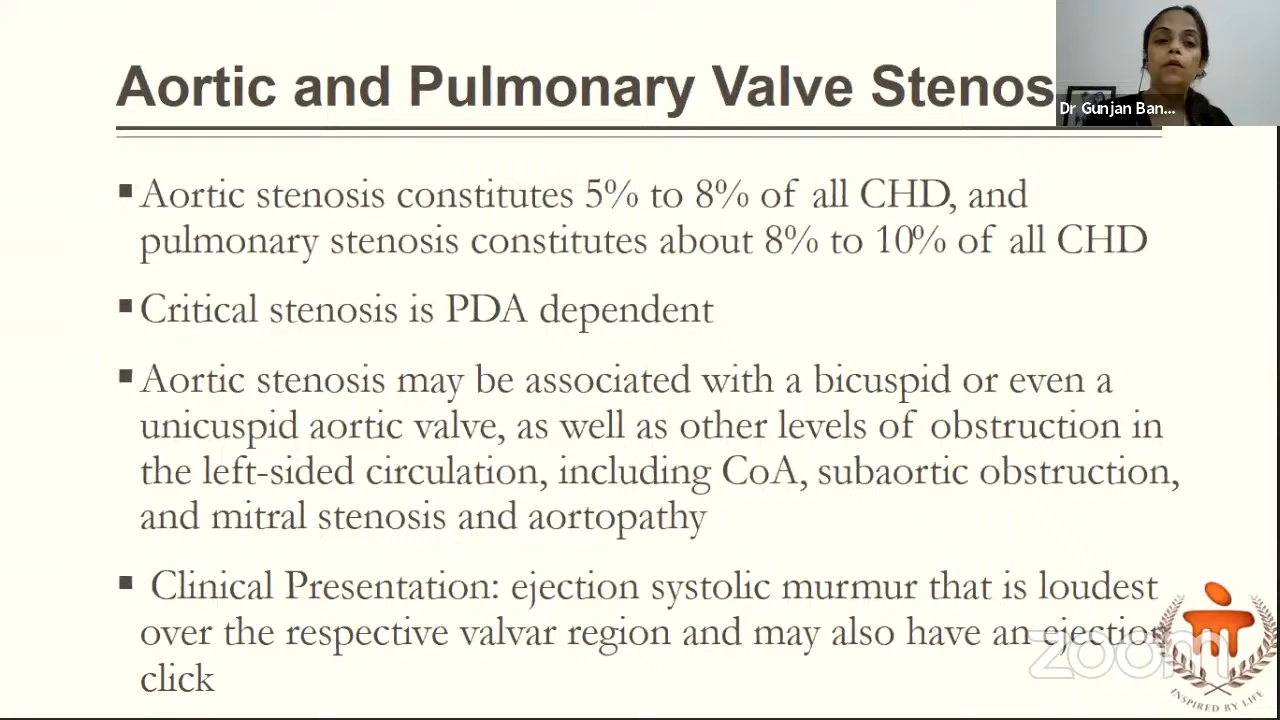 Aortic and Pulmonary Valve Stenos
Dr Gunjan Ban...
▪ Aortic stenosis constitutes 5% to 8% of all CHD, and
pulmonary stenosis constitutes about 8% to 10% of all CHD
▪ Critical stenosis is PDA dependent
▪ Aortic stenosis may be associated with a bicuspid or even a
unicuspid aortic valve, as well as other levels of obstruction in
the left-sided circulation, including CoA, subaortic obstruction,
and mitral stenosis and aortopathy
▪ Clinical Presentation: ejection systolic murmur that is loudest
over the respective valvar region and may also have an ejection
click
zoom
INSPIRED BY LIFE